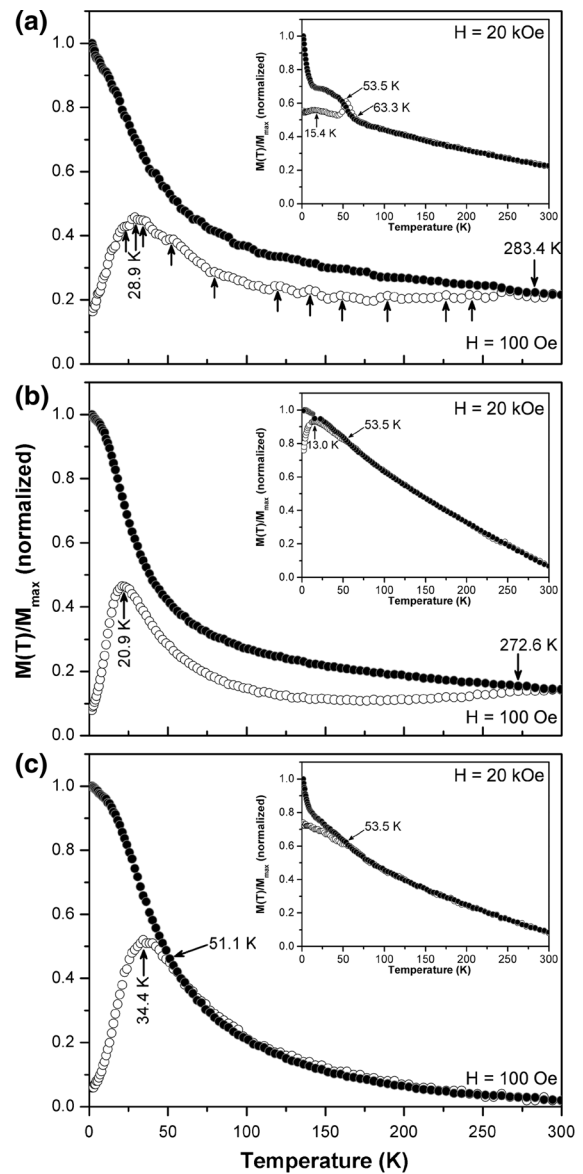 (a)
H = 20 kOe
M(T)/Mmax (normalized)
1.0
0.8
0.6
0.4
0.2
0.0
53.5 K
63.3 K
15.4 K
0 50 100 150 200 250 300
Temperature (K)
1.0
0.8
0.6
0.4
0.2
0.0
28.9 K
283.4 K
H = 100 Oe
(b)
H = 20 kOe
M(T)/Mmax (normalized)
1.0
0.8
0.6
0.4
0.2
0.0
53.5 K
13.0 K
0 50 100 150 200 250 300
Temperature (K)
M(T)/Mmax (normalized)
1.0
0.8
0.6
0.4
0.2
0.0
20.9 K
272.6 K
H = 100 Oe
(c)
H = 20 kOe
M(T)/Mmax (normalized)
1.0
0.8
0.6
0.4
0.2
0.0
53.5 K
0 50 100 150 200 250 300
Temperature (K)
1.0
0.8
0.6
0.4
0.2
0.0
51.1 K
34.4 K
H = 100 Oe
0 25 50 75 100 125 150 175 200 225 250 275 300
Temperature (K)